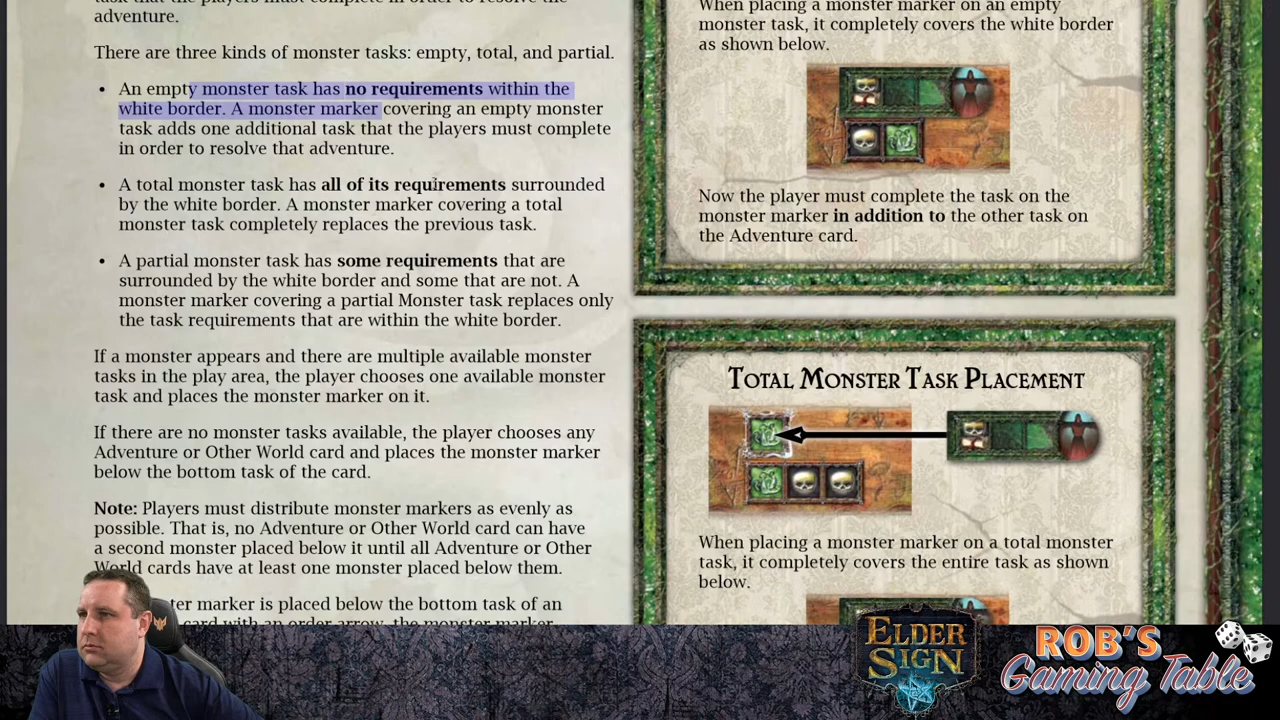 task that the players must complete in order to resolve the
adventure.
There are three kinds of monster tasks: empty, total, and partial.
• An empty monster task has no requirements within the
white border. A monster marker covering an empty monster
task adds one additional task that the players must complete
in order to resolve that adventure.
• A total monster task has all of its requirements surrounded
by the white border. A monster marker covering a total
monster task completely replaces the previous task.
• A partial monster task has some requirements that are
surrounded by the white border and some that are not. A
monster marker covering a partial Monster task replaces only
the task requirements that are within the white border.
If a monster appears and there are multiple available monster
tasks in the play area, the player chooses one available monster
task and places the monster marker on it.
If there are no monster tasks available, the player chooses any
Adventure or Other World card and places the monster marker
below the bottom task of the card.
Note: Players must distribute monster markers as evenly as
possible. That is, no Adventure or Other World card can have
a second monster placed below it until all Adventure or Other
World cards have at least one monster placed below them.
marker is placed below the bottom task of an
card with an order arrow, the monster marker
When placing a monster marker on an empty
monster task, it completely covers the white border
as shown below.
Now the player must complete the task on the
monster marker in addition to the other task on
the Adventure card.
Total Monster Task Placement
When placing a monster marker on a total monster
task, it completely covers the entire task as shown
below.
ELDER
SIGN
ROB'S
Gaming Table